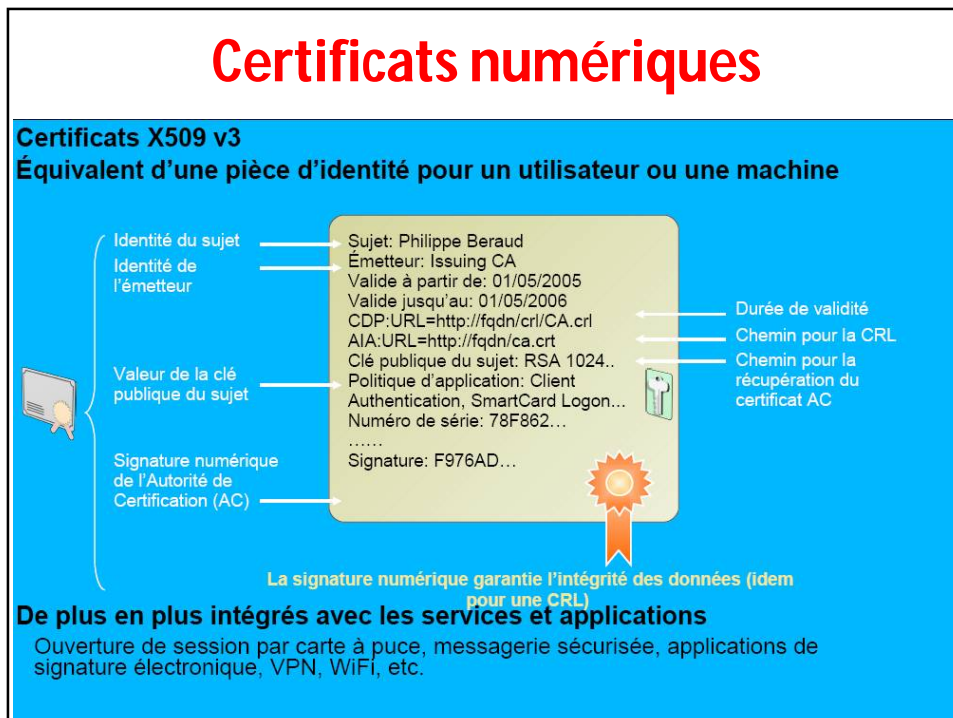 Certificats numériques
Certificats X509 v3
Équivalent d'une pièce d'identité pour un utilisateur ou une machine
Identité du sujet
Identité de
l'émetteur
Valeur de la clé
publique du sujet
Signature numérique
de l'Autorité de
Certification (AC)
Sujet: Philippe Beraud
Émetteur: Issuing CA
Valide à partir de: 01/05/2005
Valide jusqu'au: 01/05/2006
CDP:URL=http://fqdn/crl/CA.crl
AIA:URL=http://fqdn/ca.crt
Clé publique du sujet: RSA 1024..
Politique d'application: Client
Authentication, SmartCard Logon...
Numéro de série: 78F862…
……
Signature: F976AD…
Durée de validité
Chemin pour la CRL
Chemin pour la
récupération du
certificat AC
La signature numérique garantie l'intégrité des données (idem
pour une CRL)
De plus en plus intégrés avec les services et applications
Ouverture de session par carte à puce, messagerie sécurisée, applications de
signature électronique, VPN, WiFi, etc.